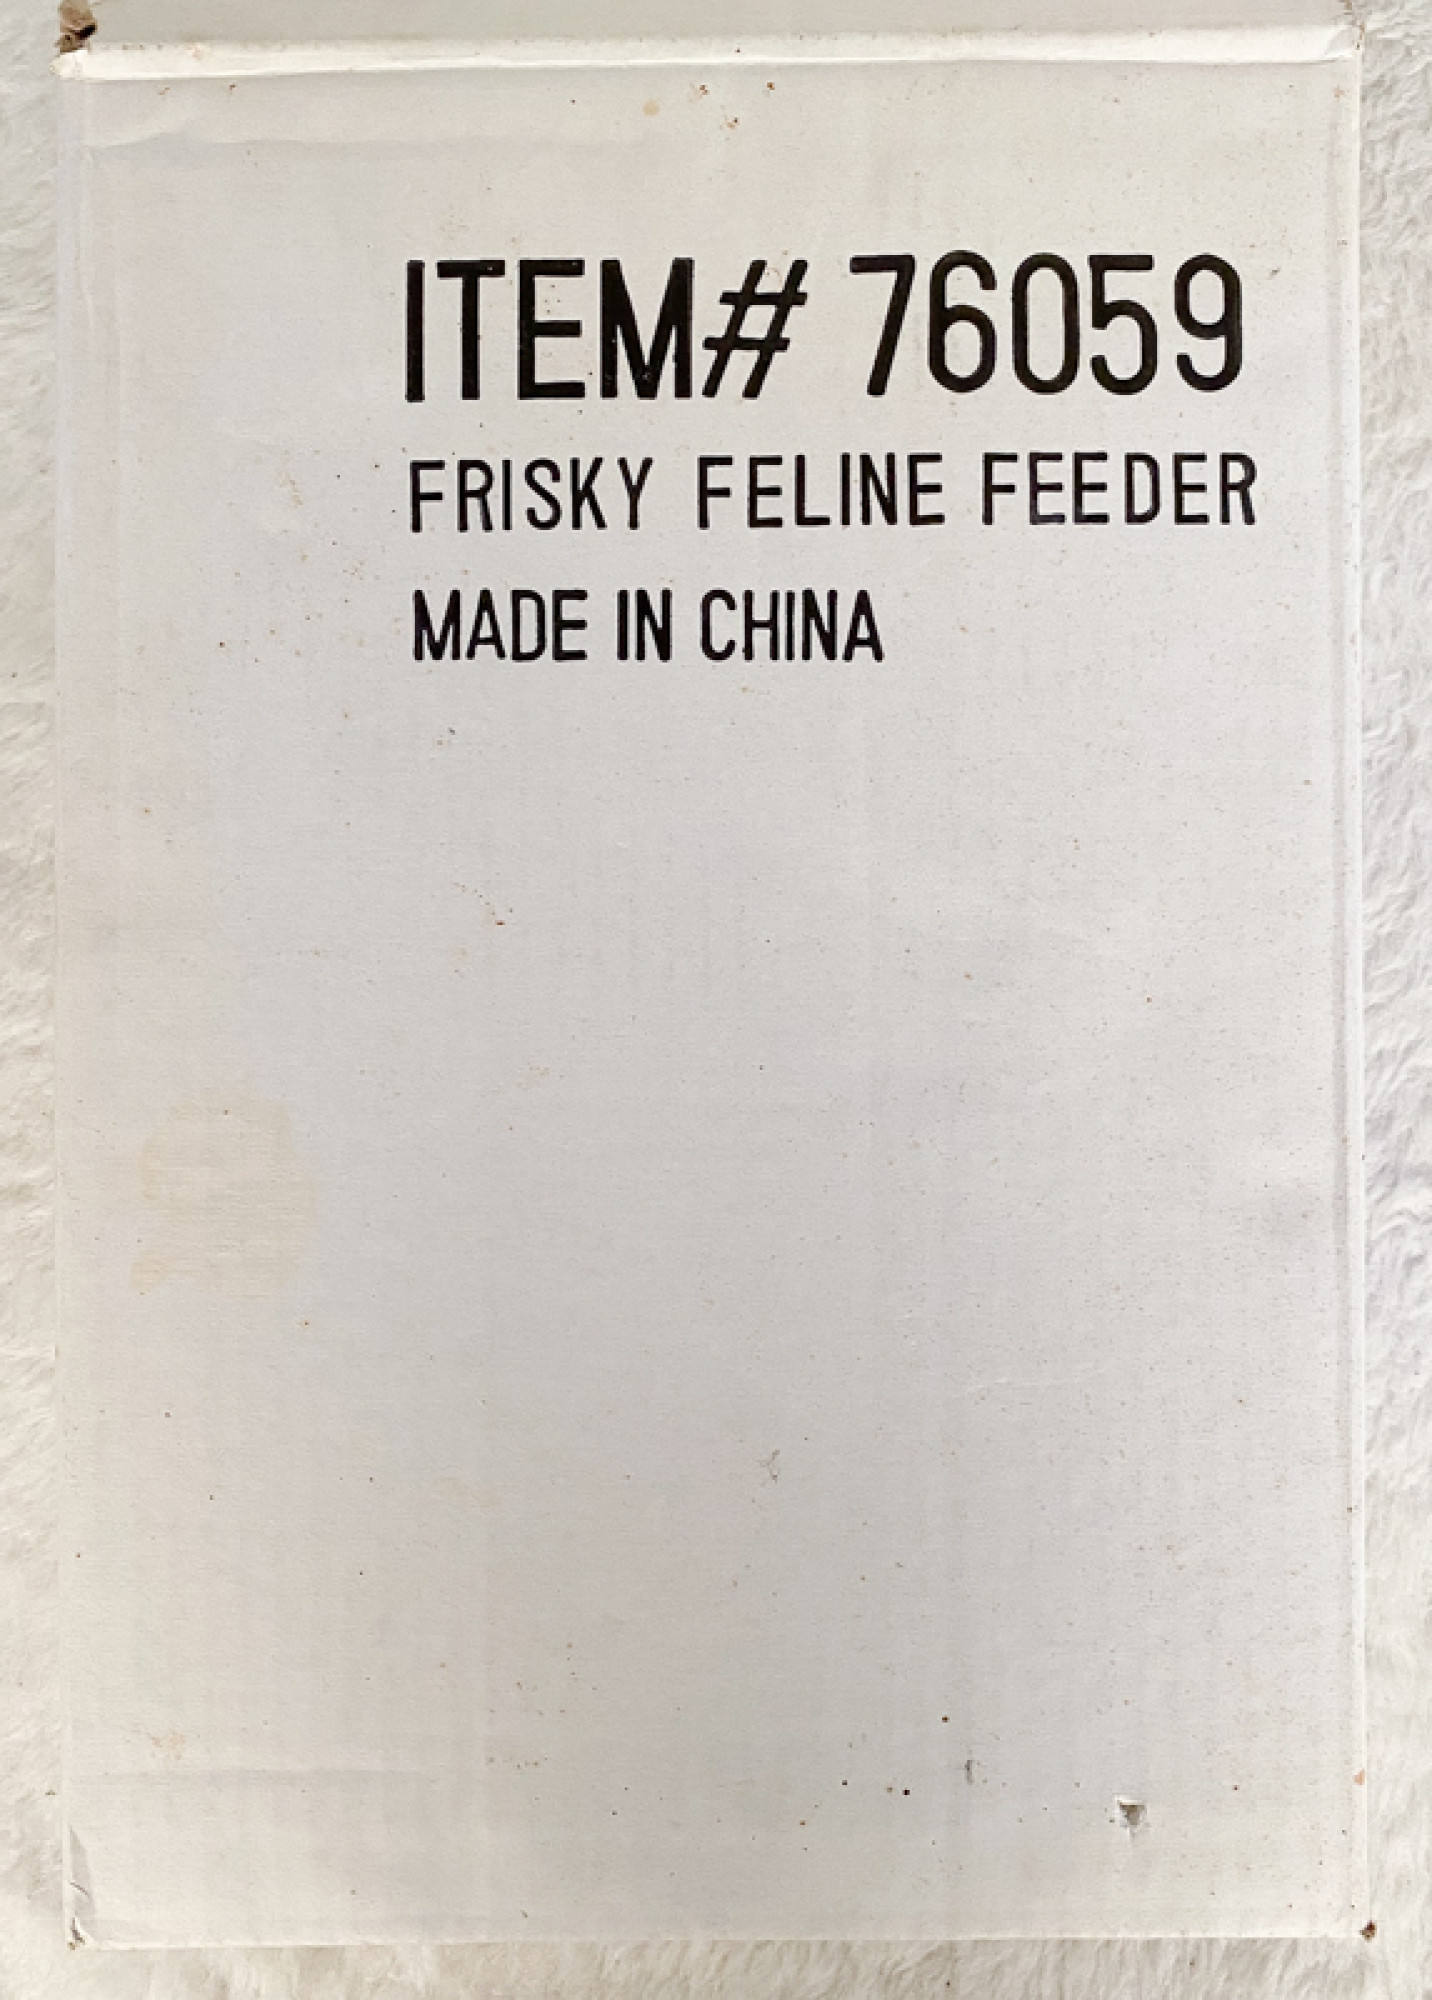 ITEM# 76059
FRISKY FELINE FEEDER
MADE IN CHINA